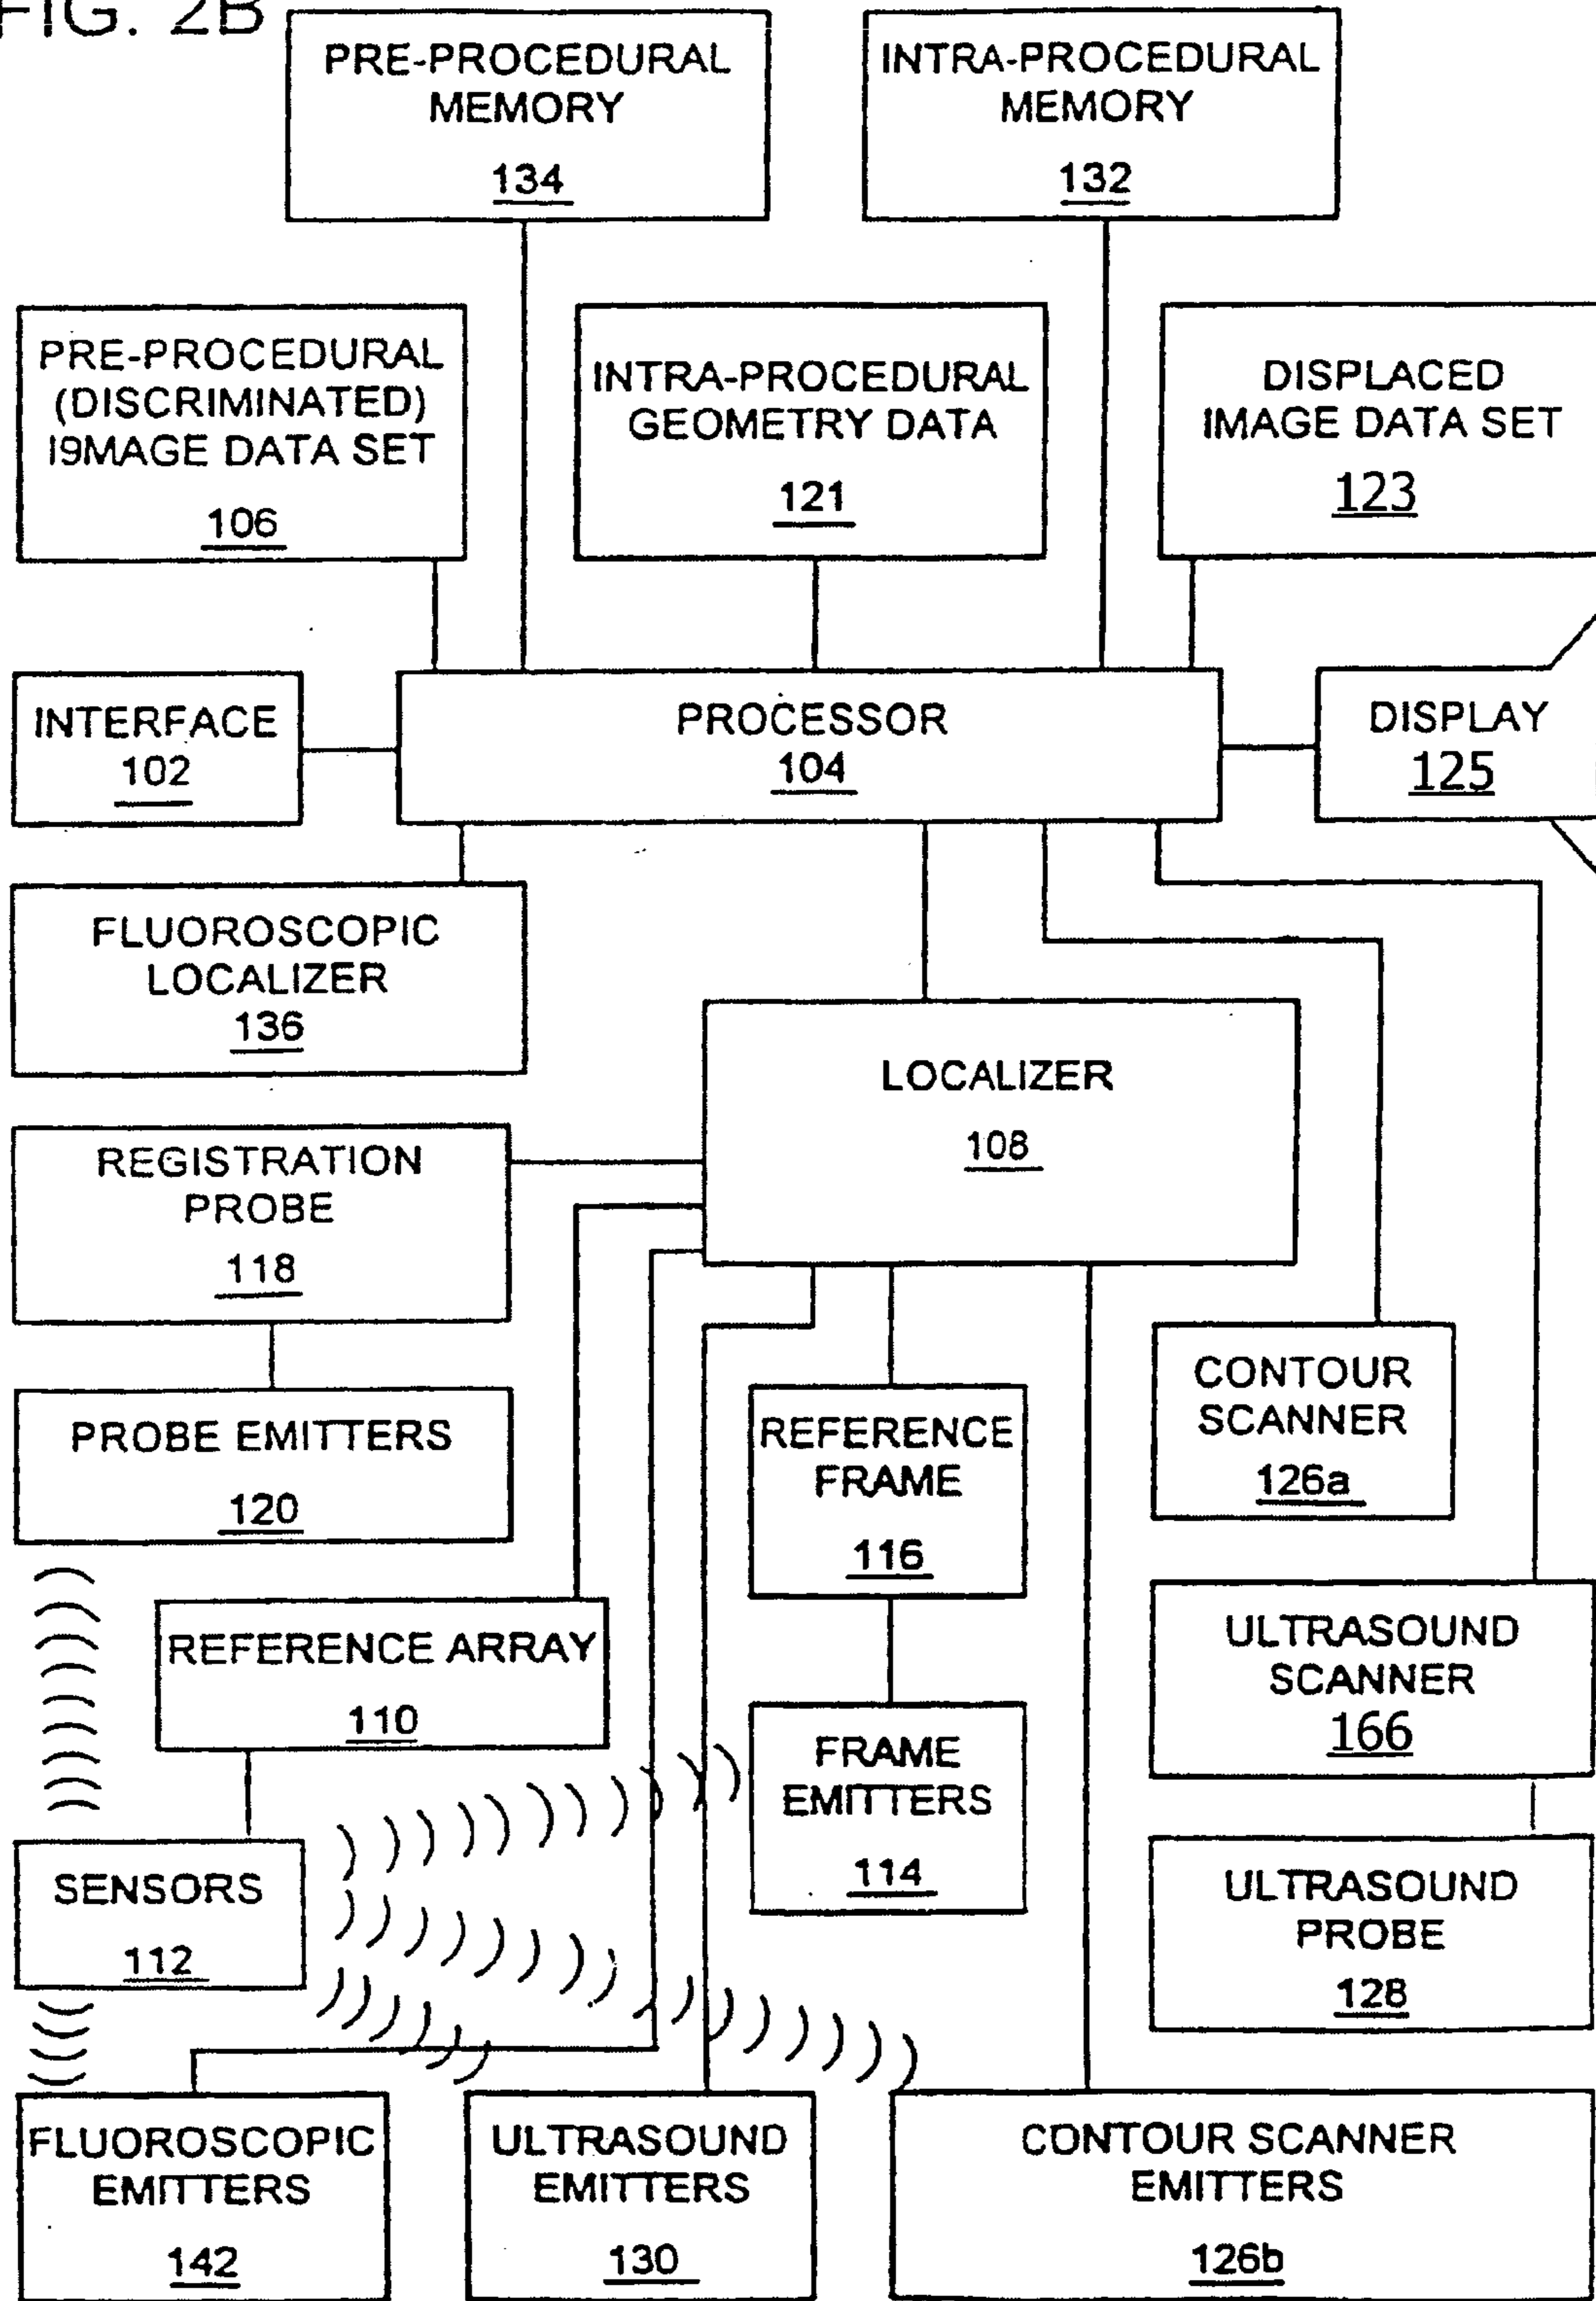 FIG. 2B
PRE-PROCEDURAL
MEMORY
134
INTRA-PROCEDURAL
MEMORY
132
PRE-PROCEDURAL
(DISCRIMINATED)
I9MAGE DATA SET
106
INTRA-PROCEDURAL
GEOMETRY DATA
121
DISPLACED
IMAGE DATA SET
123
INTERFACE
102
PROCESSOR
104
DISPLAY
125
FLUOROSCOPIC
LOCALIZER
136
LOCALIZER
108
REGISTRATION
PROBE
118
PROBE EMITTERS
120
REFERENCE
FRAME
116
CONTOUR
SCANNER
126a
REFERENCE ARRAY
110
ULTRASOUND
SCANNER
166
FRAME
EMITTERS
114
SENSORS
112
ULTRASOUND
PROBE
128
FLUOROSCOPIC
EMITTERS
142
ULTRASOUND
EMITTERS
130
CONTOUR SCANNER
EMITTERS
126b